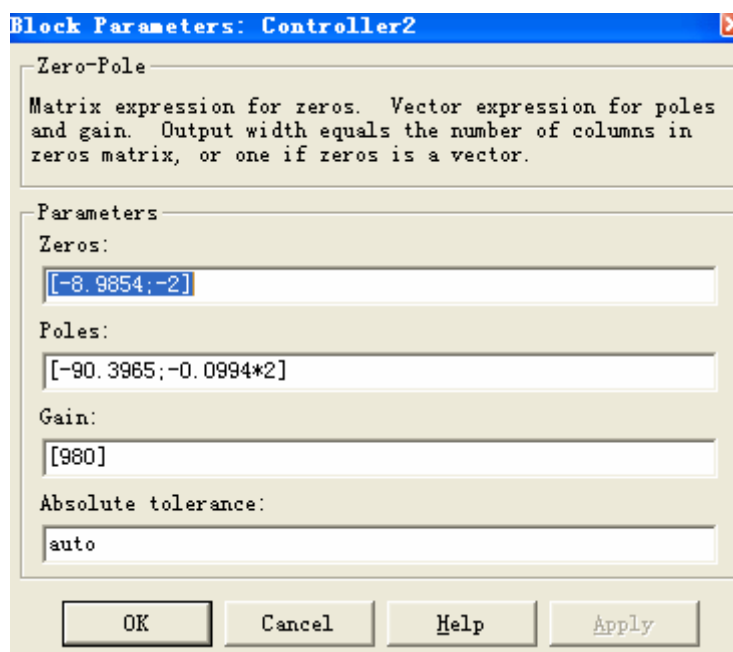 Block Parameters: Controller2
Zero-Pole
Matrix expression for zeros. Vector expression for poles
and gain. Output width equals the number of columns in
zeros matrix, or one if zeros is a vector.
Parameters
Zeros:
[-8.9854;-2]
Poles:
[-90.3965;-0.0994*2]
Gain:
[980]
Absolute tolerance:
auto
OK Cancel Help Apply